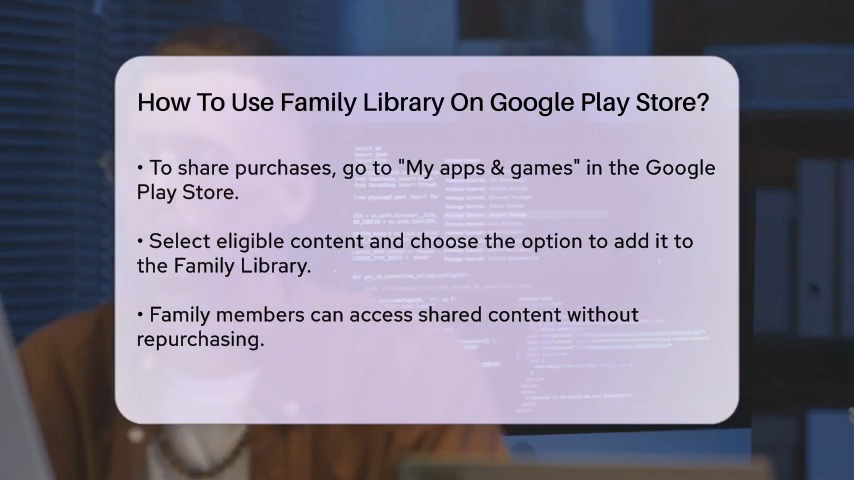 How To Use Family Library On Google Play Store?
• To share purchases, go to "My apps & games" in the Google
Play Store.
• Select eligible content and choose the option to add it to
the Family Library.
• Family members can access shared content without
repurchasing.